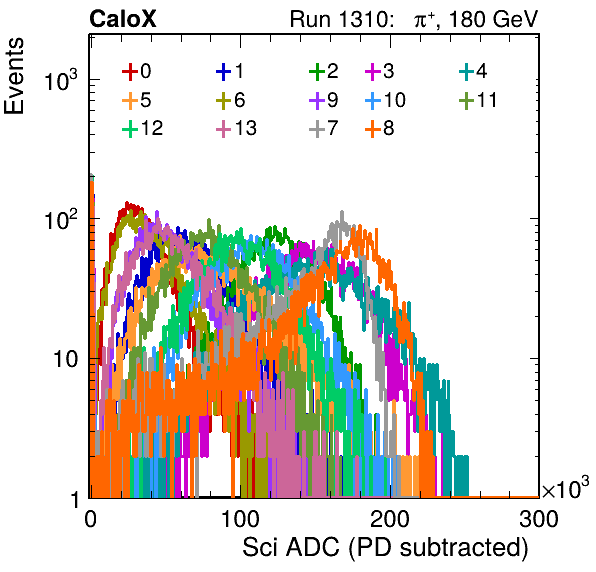 CaloX Run 1310: π⁺, 180 GeV
Events
10³
10²
10
1
0 1 2 3 4
5 6 9 10 11
12 13 7 8
0 100 200 300
×10³
Sci ADC (PD subtracted)